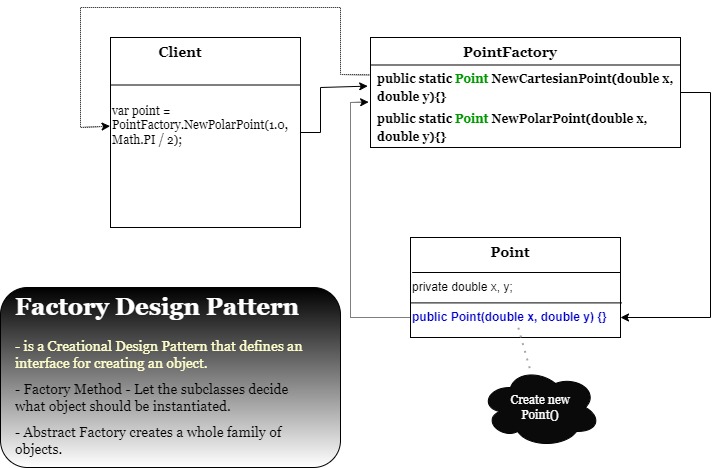 Client
var point =
PointFactory.NewPolarPoint(1.0,
Math.PI / 2);
PointFactory
public static Point NewCartesianPoint(double x,
double y){}
public static Point NewPolarPoint(double x,
double y){}
Point
private double x, y;
public Point(double x, double y) {}
Create new
Point()
Factory Design Pattern
- is a Creational Design Pattern that defines an
interface for creating an object.
- Factory Method - Let the subclasses decide
what object should be instantiated.
- Abstract Factory creates a whole family of
objects.